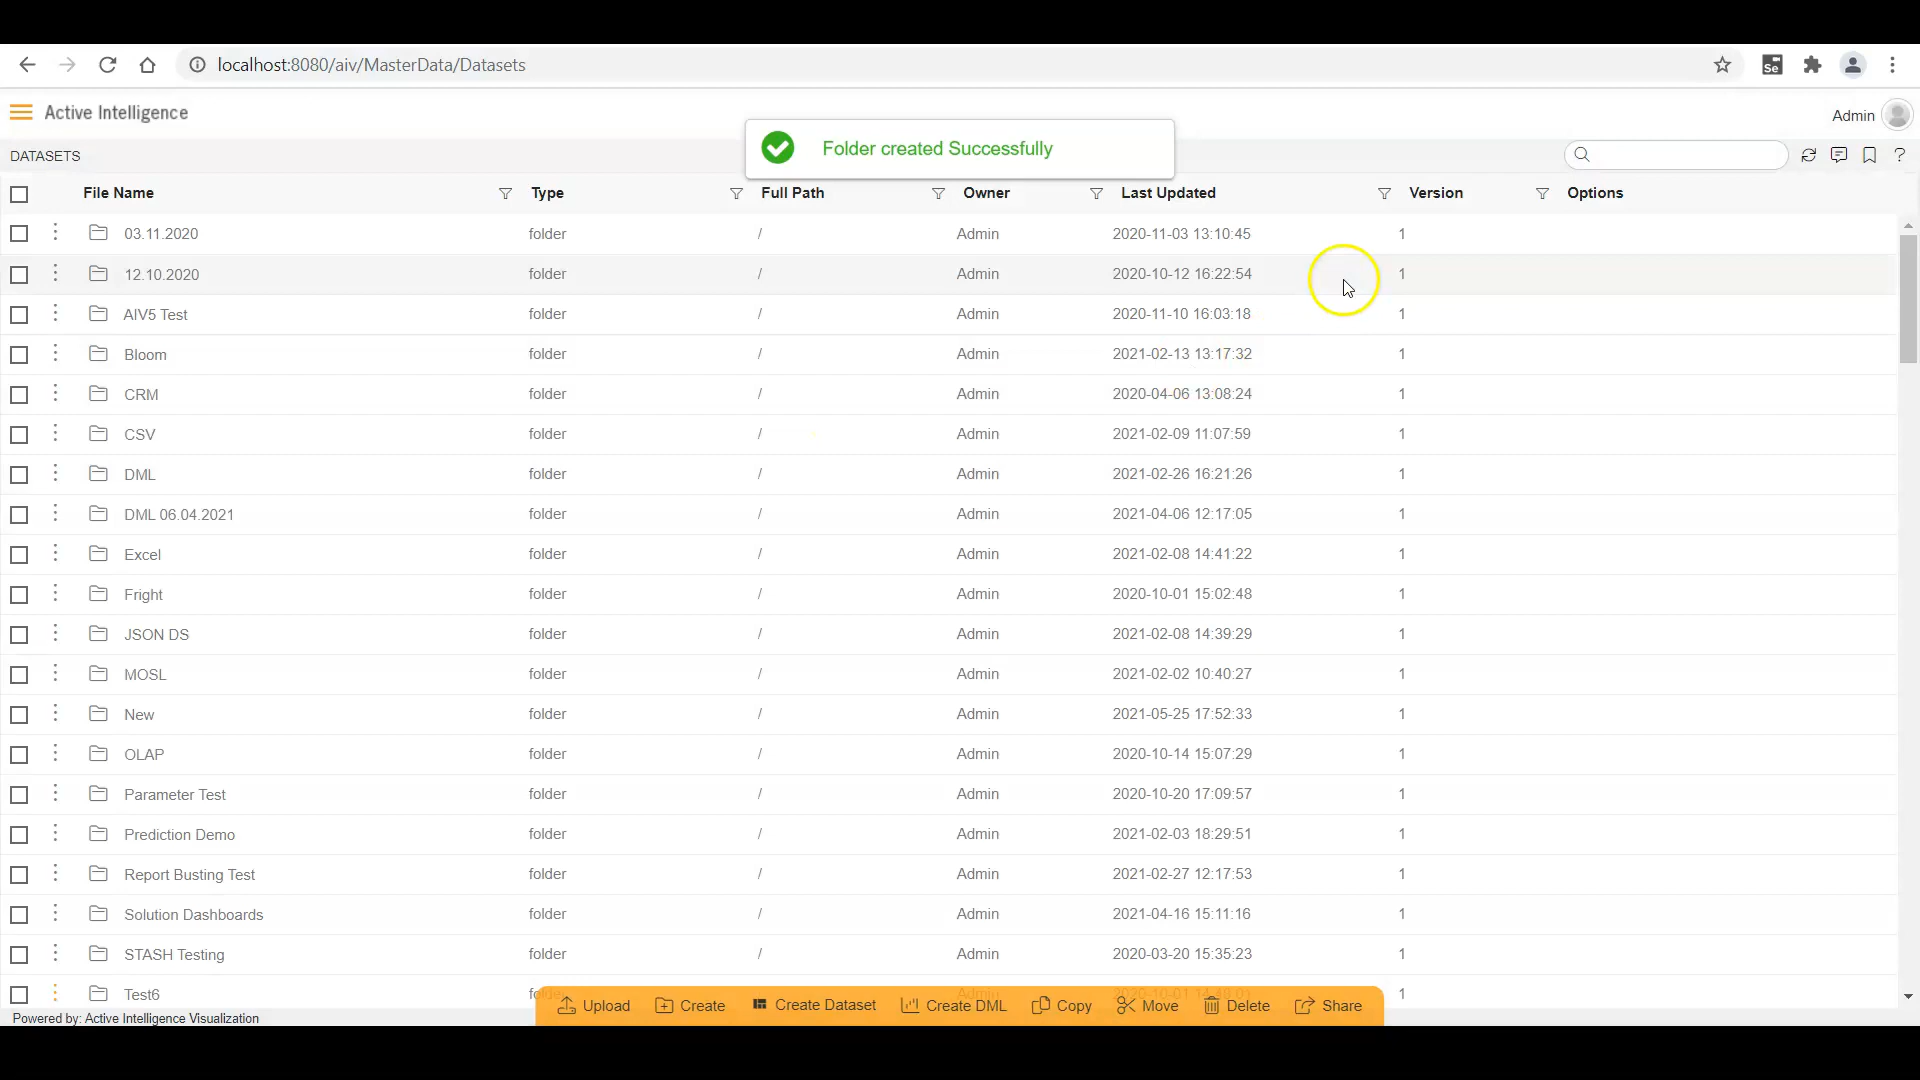 localhost:8080/aiv/MasterData/Datasets
Se
Active Intelligence
Admin
Folder created Successfully
DATASETS
?
File Name Type Full Path Owner Last Updated Version Options
03.11.2020 folder / Admin 2020-11-03 13:10:45 1
12.10.2020 folder / Admin 2020-10-12 16:22:54 1
AIV5 Test folder / Admin 2020-11-10 16:03:18 1
Bloom folder / Admin 2021-02-13 13:17:32 1
CRM folder / Admin 2020-04-06 13:08:24 1
CSV folder / Admin 2021-02-09 11:07:59 1
DML folder / Admin 2021-02-26 16:21:26 1
DML 06.04.2021 folder / Admin 2021-04-06 12:17:05 1
Excel folder / Admin 2021-02-08 14:41:22 1
Fright folder / Admin 2020-10-01 15:02:48 1
JSON DS folder / Admin 2021-02-08 14:39:29 1
MOSL folder / Admin 2021-02-02 10:40:27 1
New folder / Admin 2021-05-25 17:52:33 1
OLAP folder / Admin 2020-10-14 15:07:29 1
Parameter Test folder / Admin 2020-10-20 17:09:57 1
Prediction Demo folder / Admin 2021-02-03 18:29:51 1
Report Busting Test folder / Admin 2021-02-27 12:17:53 1
Solution Dashboards folder / Admin 2021-04-16 15:11:16 1
STASH Testing folder / Admin 2020-03-20 15:35:23 1
Test6 1
Upload Create Create Dataset Create DML Copy Move Delete Share
Powered by: Active Intelligence Visualization